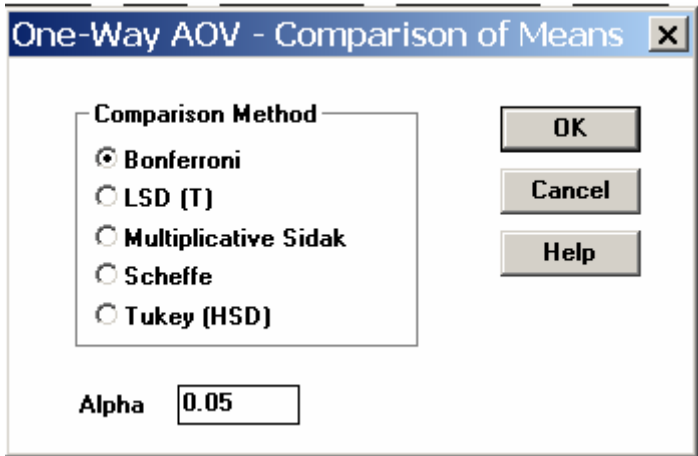 One-Way AOV - Comparison of Means
Comparison Method
Bonferroni
LSD (T)
Multiplicative Sidak
Scheffe
Tukey (HSD)
OK
Cancel
Help
Alpha 0.05